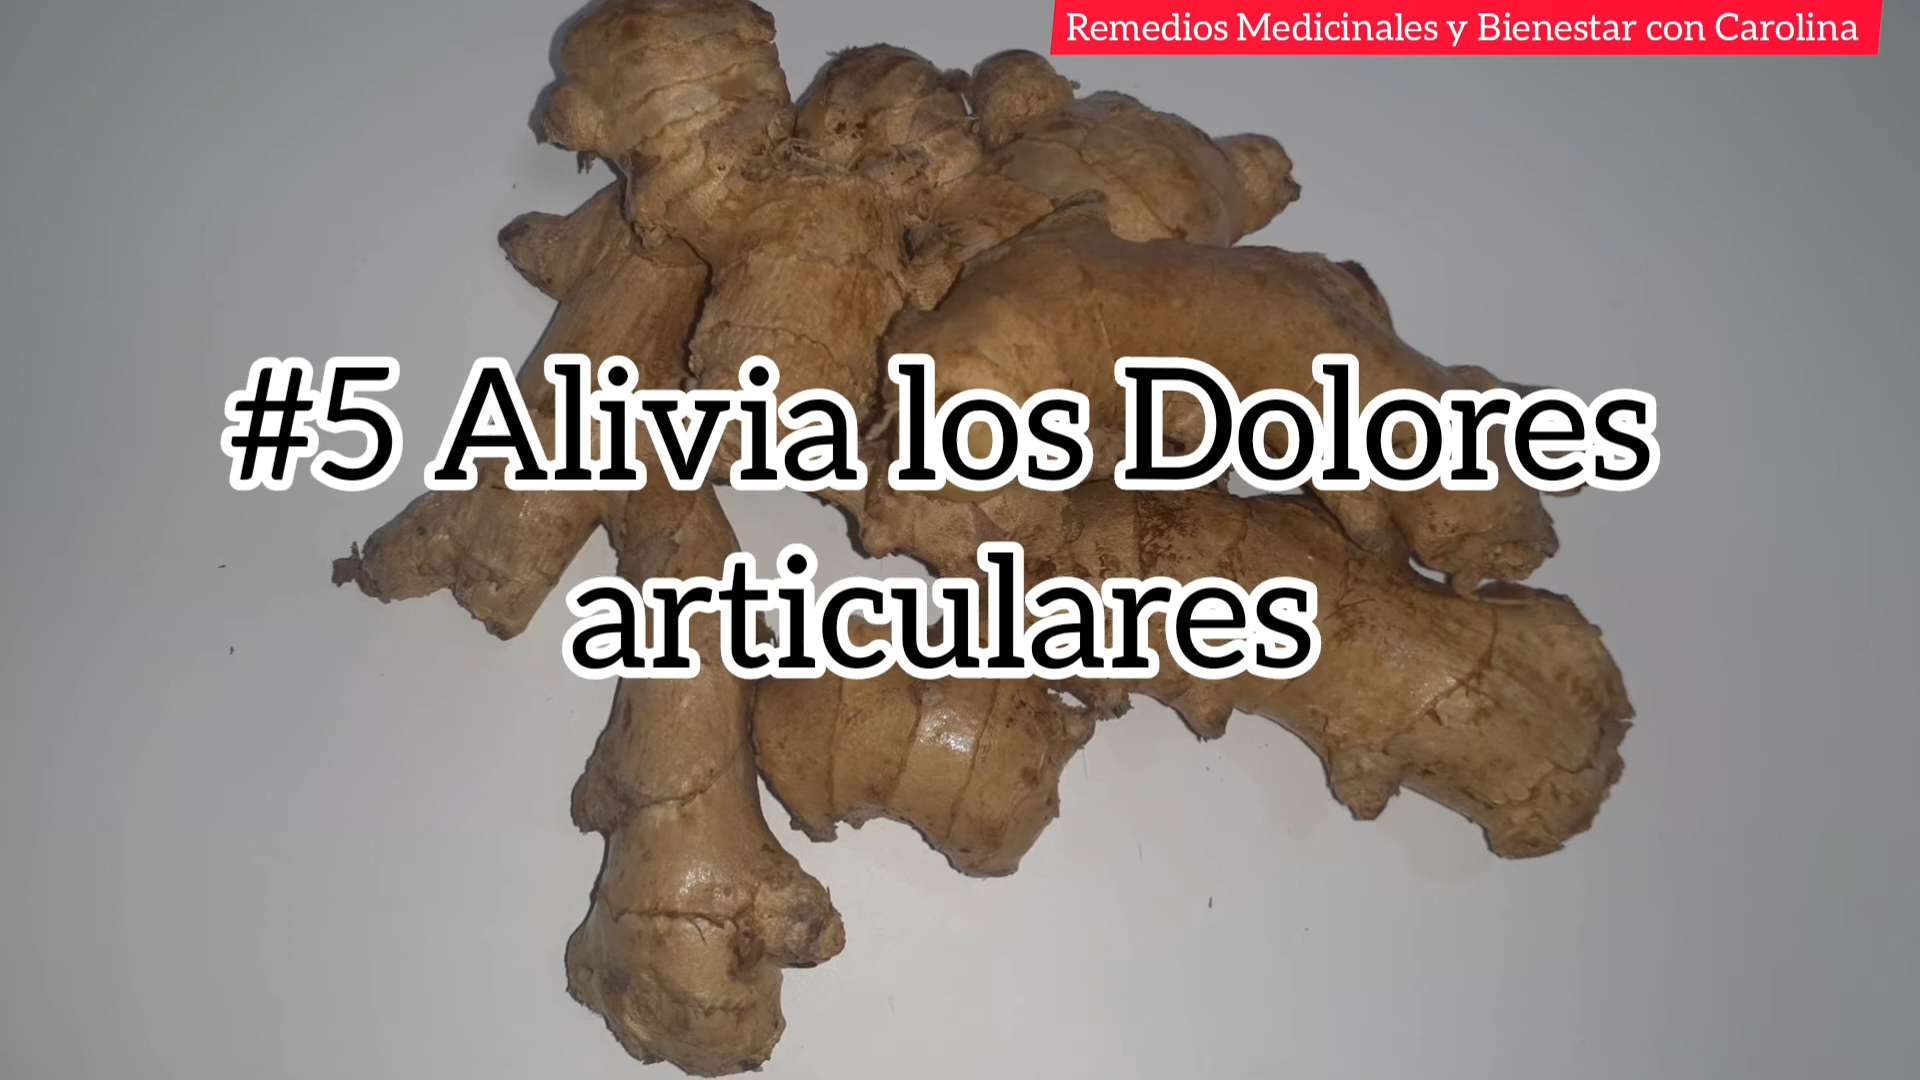 Remedios Medicinales y Bienestar con Carolina
#5 Alivia los Dolores
articulares